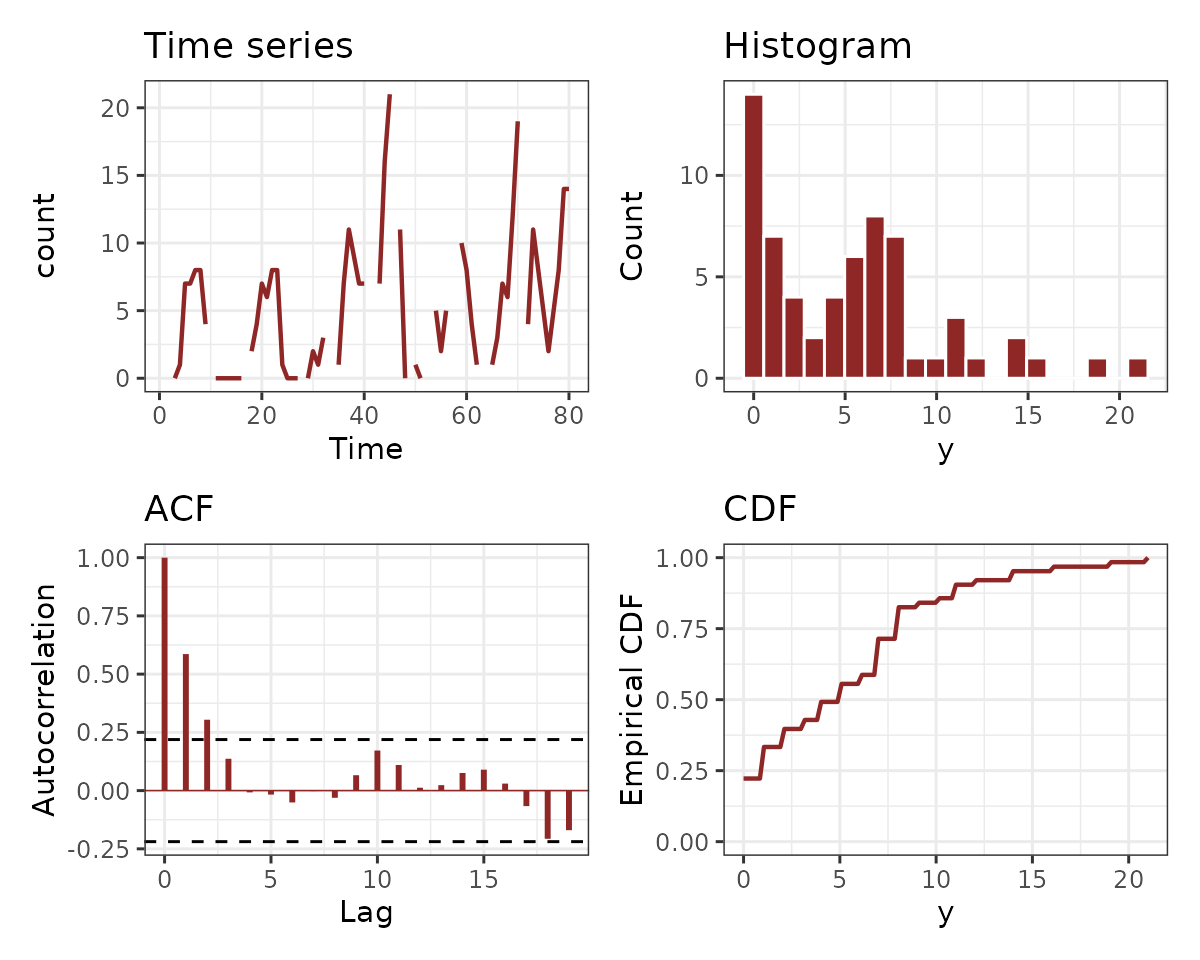 Time series
count
20
15
10
5
0
0 20 40 60 80
Time
Histogram
Count
10
5
0
0 5 10 15 20
y
ACF
Autocorrelation
1.00
0.75
0.50
0.25
0.00
-0.25
0 5 10 15
Lag
CDF
Empirical CDF
1.00
0.75
0.50
0.25
0.00
0 5 10 15 20
y